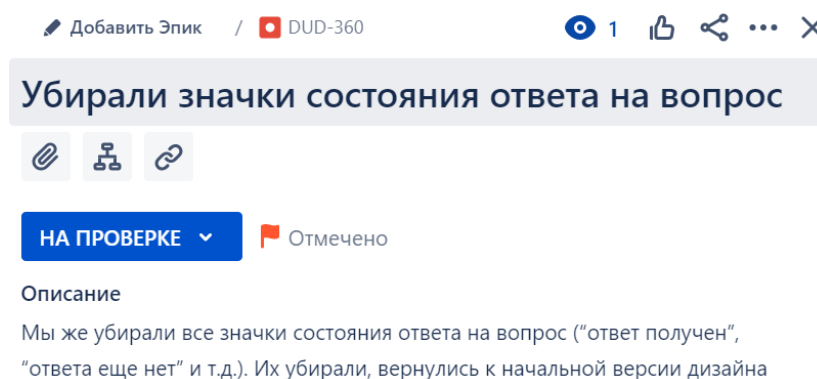 Добавить Эпик / DUD-360 1
Убирали значки состояния ответа на вопрос
НА ПРОВЕРКЕ Отмечено
Описание
Мы же убирали все значки состояния ответа на вопрос (“ответ получен”,
“ответа еще нет” и т.д.). Их убирали, вернулись к начальной версии дизайна